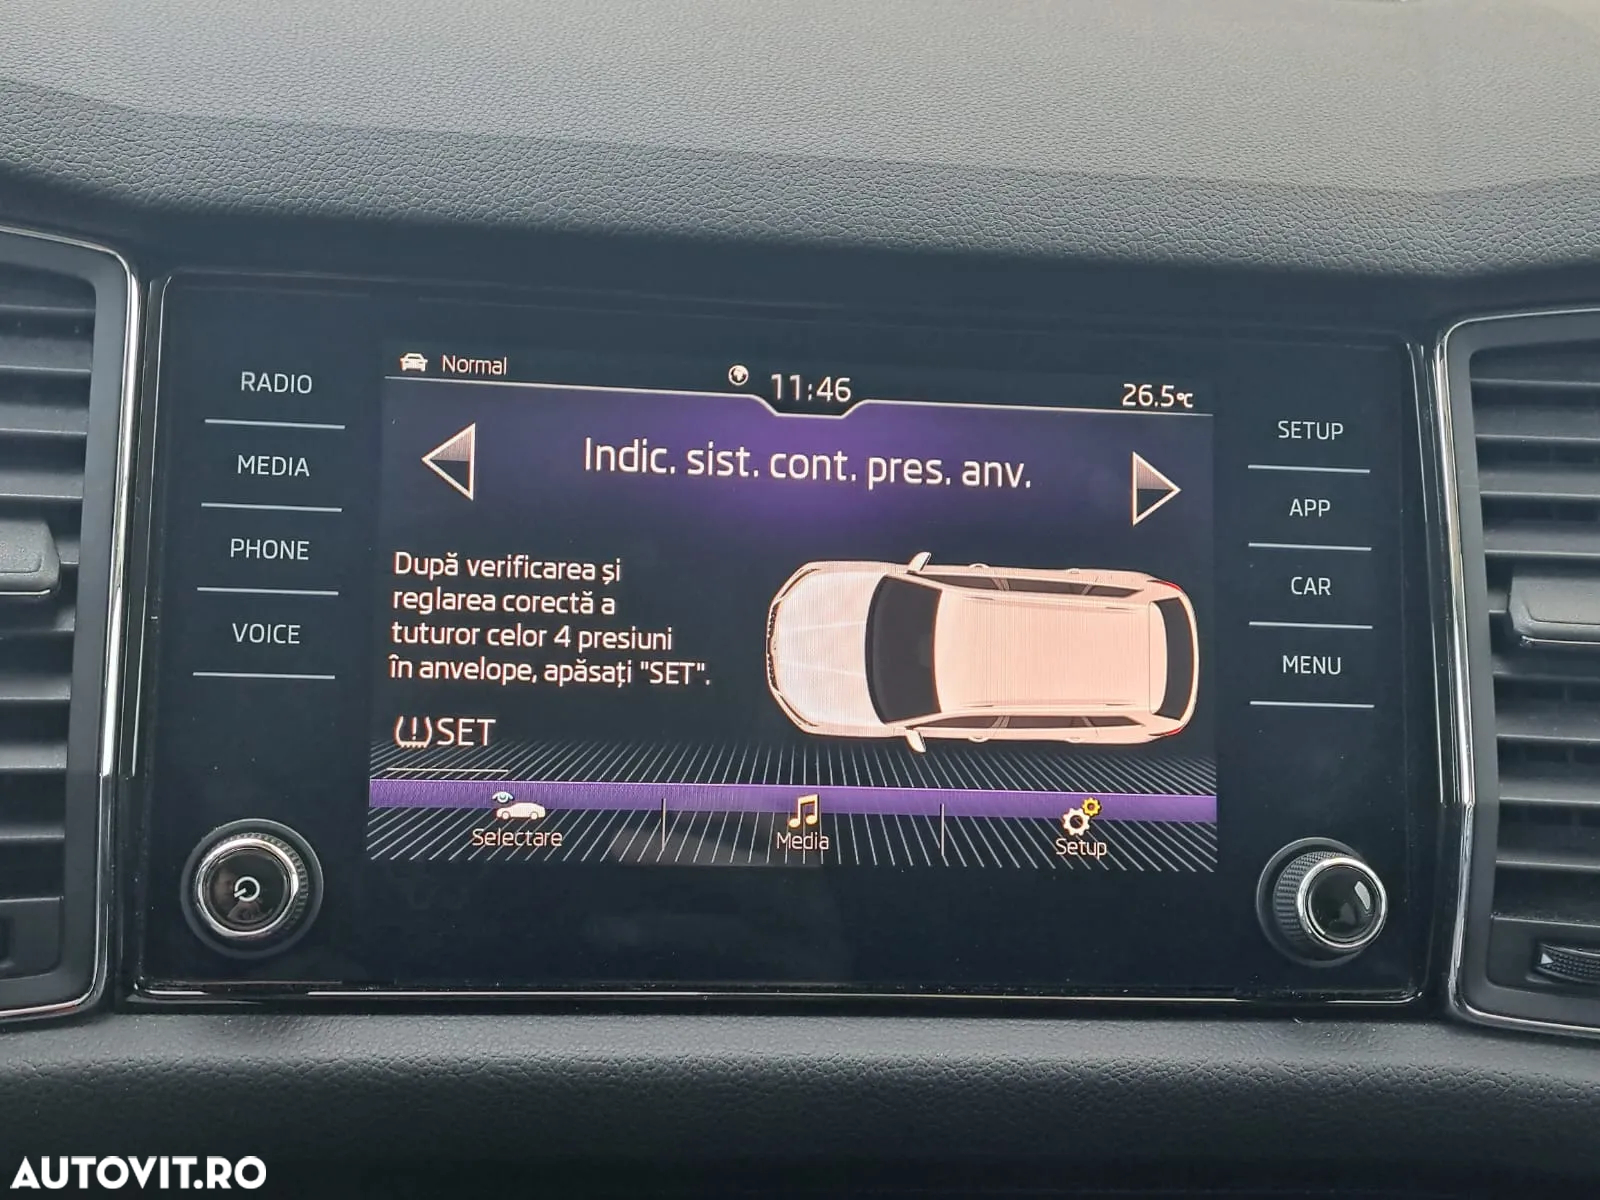 Normal
11:46
26.5°C
Indic. sist. cont. pres. anv.
După verificarea și
reglarea corectă a
tuturor celor 4 presiuni
în anvelope, apăsați "SET".
(!) SET
Selectare
Media
Setup
RADIO
MEDIA
PHONE
VOICE
SETUP
APP
CAR
MENU
AUTOVIT.RO